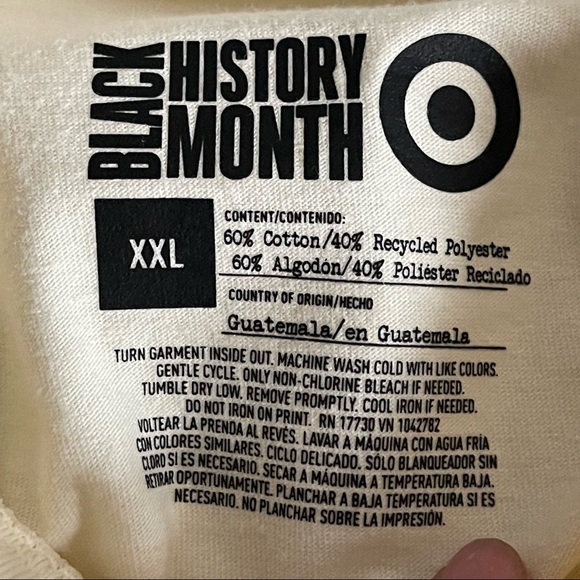 BLACK
HISTORY
MONTH
XXL
CONTENT/CONTENIDO:
60% Cotton/40% Recycled Polyester
60% Algodón/40% Poliéster Reciclado
COUNTRY OF ORIGIN/HECHO
Guatemala/en Guatemala
TURN GARMENT INSIDE OUT. MACHINE WASH COLD WITH LIKE COLORS.
GENTLE CYCLE. ONLY NON-CHLORINE BLEACH IF NEEDED.
TUMBLE DRY LOW. REMOVE PROMPTLY. COOL IRON IF NEEDED.
DO NOT IRON ON PRINT. RN 17730 VN 1042782
VOLTEAR LA PRENDA AL REVÉS. LAVAR A MÁQUINA CON AGUA FRÍA
CON COLORES SIMILARES. CICLO DELICADO. SÓLO BLANQUEADOR SIN
CLORO SI ES NECESARIO. SECAR A MÁQUINA A TEMPERATURA BAJA.
RETIRAR OPORTUNAMENTE. PLANCHAR A BAJA TEMPERATURA SI ES
NECESARIO. NO PLANCHAR SOBRE LA IMPRESIÓN.